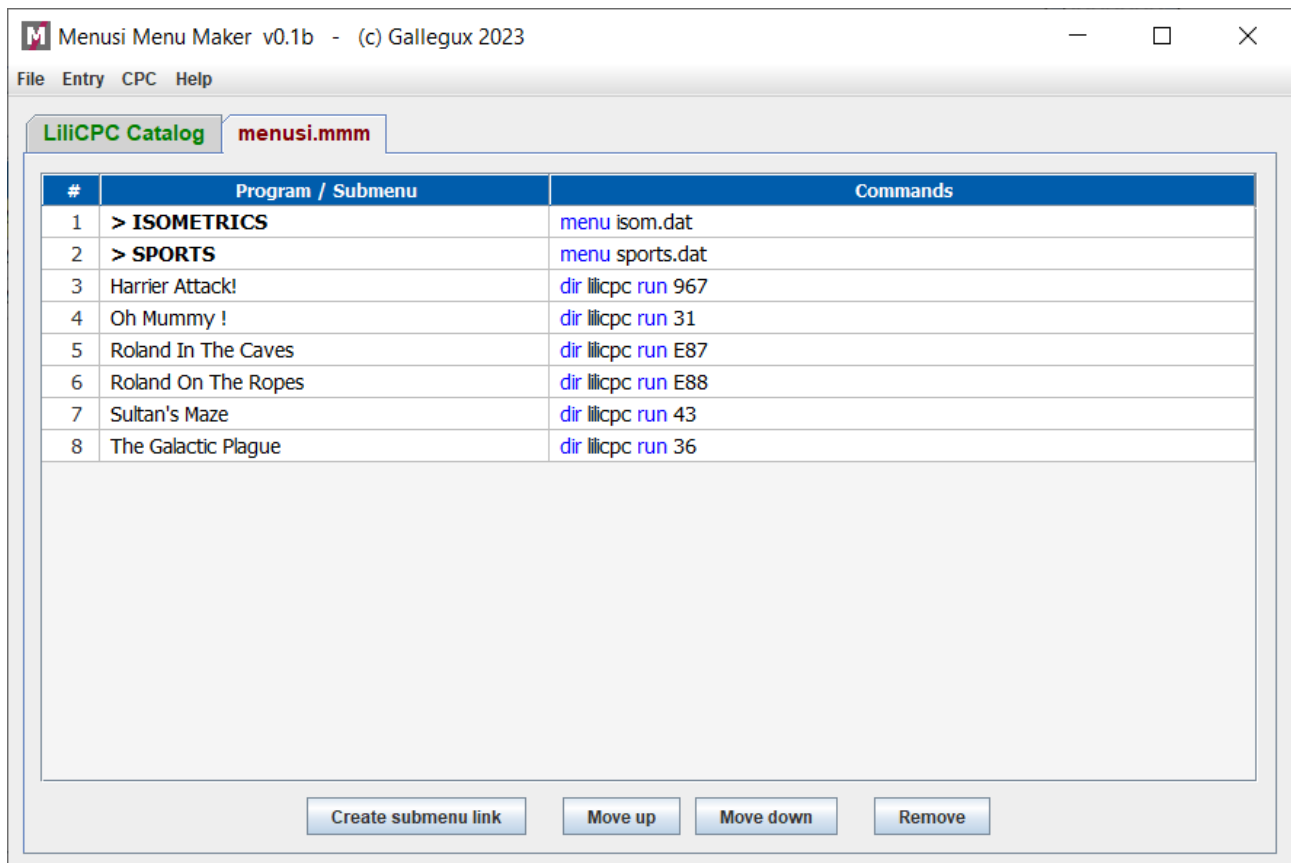 Menusi Menu Maker v0.1b - (c) Gallegux 2023
File Entry CPC Help
LiliCPC Catalog menusi.mmm
# Program / Submenu Commands
1 > ISOMETRICS menu isom.dat
2 > SPORTS menu sports.dat
3 Harrier Attack! dir lilicpc run 967
4 Oh Mummy ! dir lilicpc run 31
5 Roland In The Caves dir lilicpc run E87
6 Roland On The Ropes dir lilicpc run E88
7 Sultan's Maze dir lilicpc run 43
8 The Galactic Plague dir lilicpc run 36
Create submenu link Move up Move down Remove